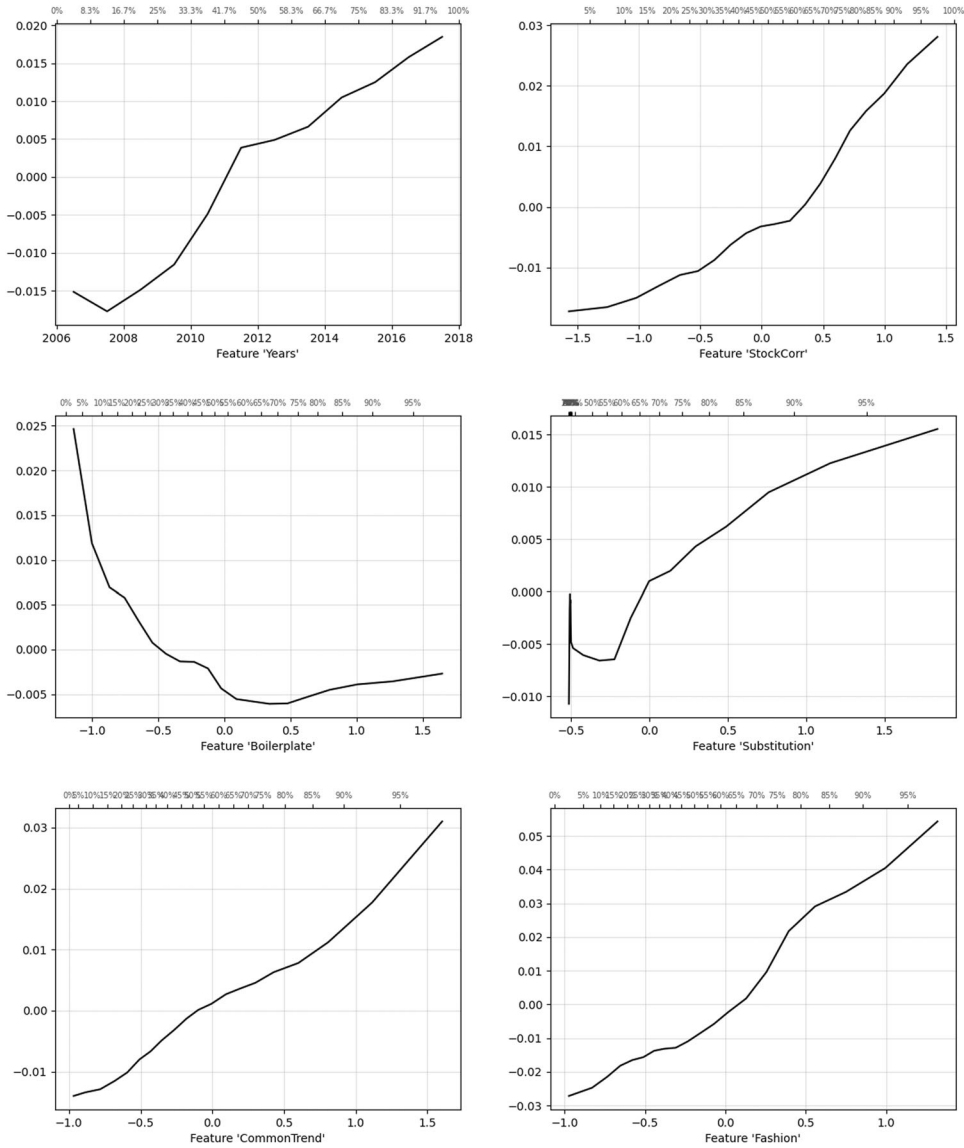 0% 8.3% 16.7% 25% 33.3% 41.7% 50% 58.3% 66.7% 75% 83.3% 91.7% 100%
0.020
0.015
0.010
0.005
0.000
−0.005
−0.010
−0.015
2006 2008 2010 2012 2014 2016 2018
Feature 'Years'
5% 10% 15% 20% 25% 30% 35% 40% 45% 50% 55% 60% 65% 70% 75% 80% 85% 90% 95% 100%
0.03
0.02
0.01
0.00
−0.01
−1.5 −1.0 −0.5 0.0 0.5 1.0 1.5
Feature 'StockCorr'
0% 5% 10% 15% 20% 25% 30% 35% 40% 45% 50% 55% 60% 65% 70% 75% 80% 85% 90% 95%
0.025
0.020
0.015
0.010
0.005
0.000
−0.005
−1.0 −0.5 0.0 0.5 1.0 1.5
Feature 'Boilerplate'
50% 55% 60% 65% 70% 75% 80% 85% 90% 95%
0.015
0.010
0.005
0.000
−0.005
−0.010
−0.5 0.0 0.5 1.0 1.5
Feature 'Substitution'
0% 5% 10% 15% 20% 25% 30% 35% 40% 45% 50% 55% 60% 65% 70% 75% 80% 85% 90% 95%
0.03
0.02
0.01
0.00
−0.01
−1.0 −0.5 0.0 0.5 1.0 1.5
Feature 'CommonTrend'
0% 5% 10% 15% 20% 25% 30% 35% 40% 45% 50% 55% 60% 65% 70% 75% 80% 85% 90% 95%
0.05
0.04
0.03
0.02
0.01
0.00
−0.01
−0.02
−0.03
−1.0 −0.5 0.0 0.5 1.0
Feature 'Fashion'